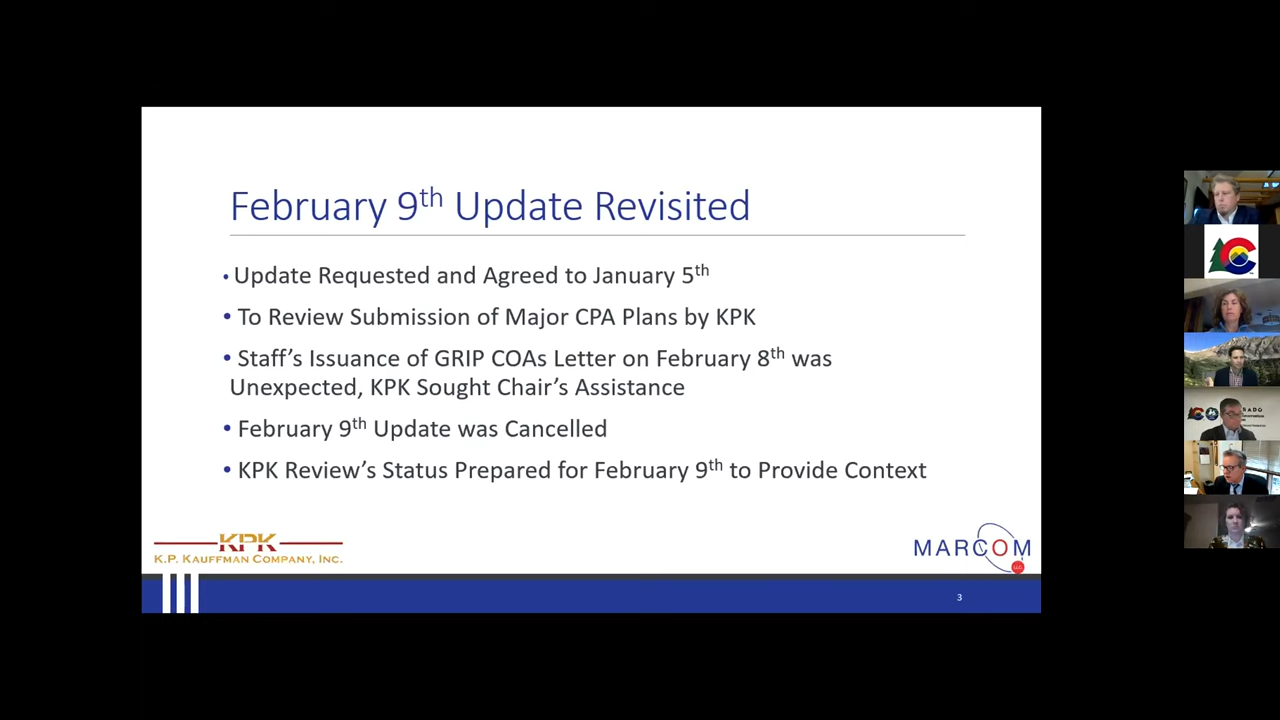 February 9th Update Revisited
• Update Requested and Agreed to January 5th
• To Review Submission of Major CPA Plans by KPK
• Staff's Issuance of GRIP COAs Letter on February 8th was
Unexpected, KPK Sought Chair's Assistance
• February 9th Update was Cancelled
• KPK Review's Status Prepared for February 9th to Provide Context
KPK
K.P. KAUFFMAN COMPANY, INC.
MARCOM
LLC
3